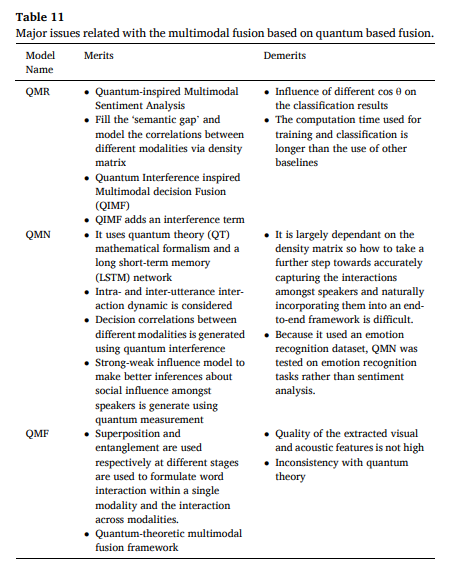 Table 11
Major issues related with the multimodal fusion based on quantum based fusion.
Model Name
Merits
Demerits
QMR
• Quantum-inspired Multimodal
Sentiment Analysis
• Fill the ‘semantic gap’ and
model the correlations between
different modalities via density
matrix
• Quantum Interference inspired
Multimodal decision Fusion
(QIMF)
• QIMF adds an interference term
• Influence of different cos θ on
the classification results
• The computation time used for
training and classification is
longer than the use of other
baselines
QMN
• It uses quantum theory (QT)
mathematical formalism and a
long short-term memory
(LSTM) network
• Intra- and inter-utterance inter-
action dynamic is considered
• Decision correlations between
different modalities is generated
using quantum interference
• Strong-weak influence model to
make better inferences about
social influence amongst
speakers is generate using
quantum measurement
• It is largely dependant on the
density matrix so how to take a
further step towards accurately
capturing the interactions
amongst speakers and naturally
incorporating them into an end-
to-end framework is difficult.
• Because it used an emotion
recognition dataset, QMN was
tested on emotion recognition
tasks rather than sentiment
analysis.
QMF
• Superposition and
entanglement are used
respectively at different stages
are used to formulate word
interaction within a single
modality and the interaction
across modalities.
• Quantum-theoretic multimodal
fusion framework
• Quality of the extracted visual
and acoustic features is not high
• Inconsistency with quantum
theory